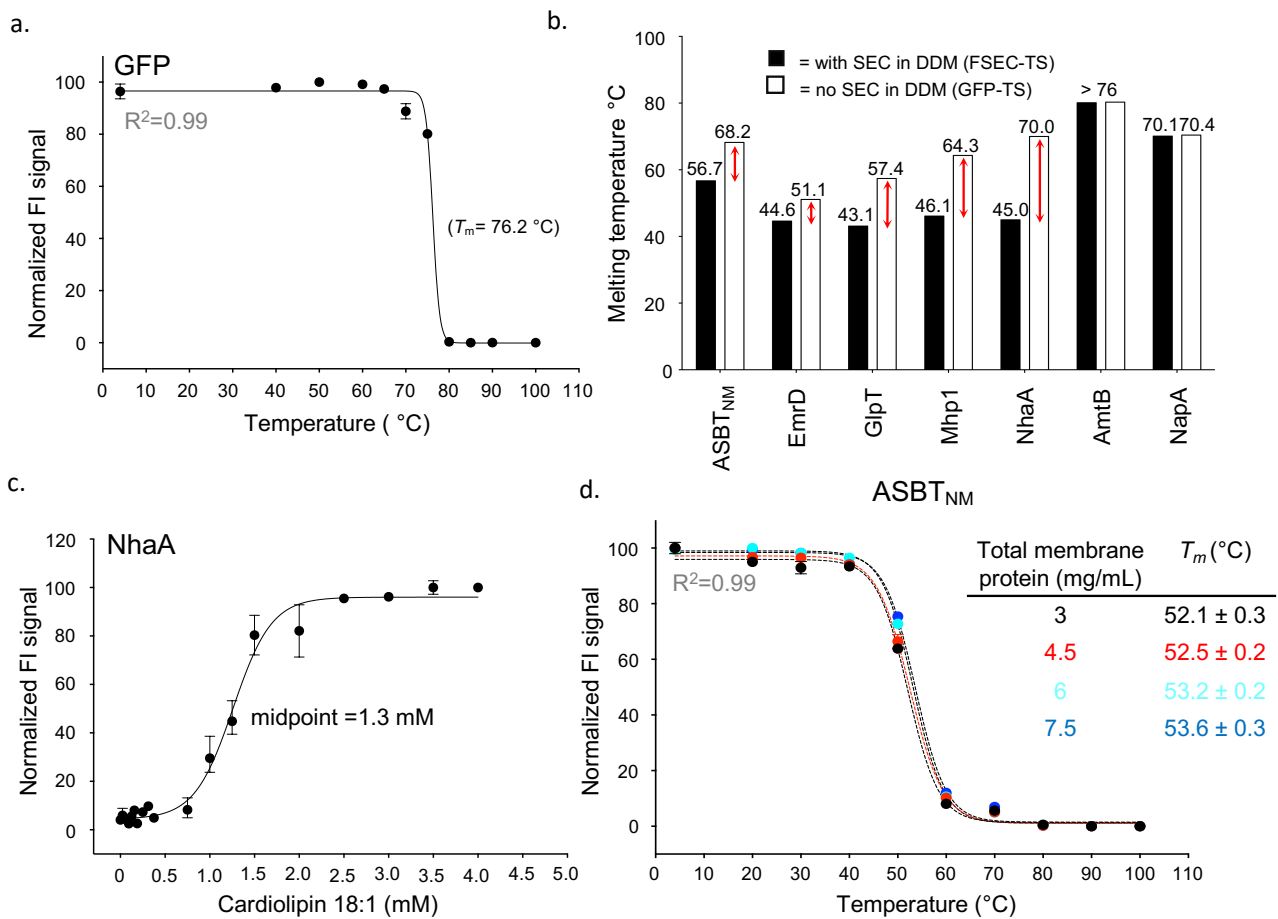 a.
GFP
R²=0.99
(Tm= 76.2 °C)
Normalized FI signal
100
80
60
40
20
0
0 10 20 30 40 50 60 70 80 90 100 110
Temperature ( °C)
b.
= with SEC in DDM (FSEC-TS)
= no SEC in DDM (GFP-TS)
Melting temperature °C
100
80
60
40
20
0
56.7 68.2
44.6 51.1
43.1 57.4
46.1 64.3
45.0 70.0
> 76
70.1 70.4
ASBTNM
EmrD
GlpT
Mhp1
NhaA
AmtB
NapA
c.
NhaA
midpoint =1.3 mM
Normalized FI signal
120
100
80
60
40
20
0
0 1.0 1.0 1.5 2.0 2.5 3.0 3.5 4.0 4.5 5.0
Cardiolipin 18:1 (mM)
d.
ASBTNM
R²=0.99
Normalized FI signal
100
80
60
40
20
0
0 10 20 30 40 50 60 70 80 90 100 110
Temperature (°C)
Total membrane
protein (mg/mL)
Tm (°C)
3 52.1 ± 0.3
4.5 52.5 ± 0.2
6 53.2 ± 0.2
7.5 53.6 ± 0.3